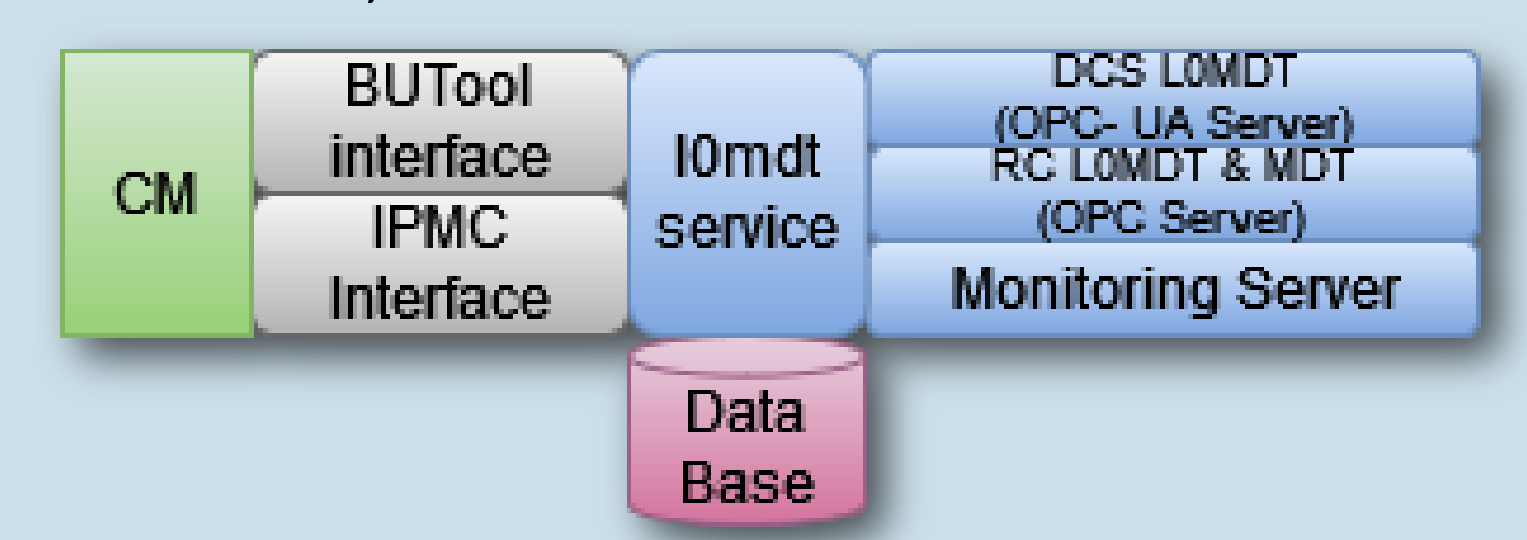 CM
BUTool
interface
IPMC
Interface
l0mdt
service
DCS L0MDT
(OPC- UA Server)
RC L0MDT & MDT
(OPC Server)
Monitoring Server
Data
Base